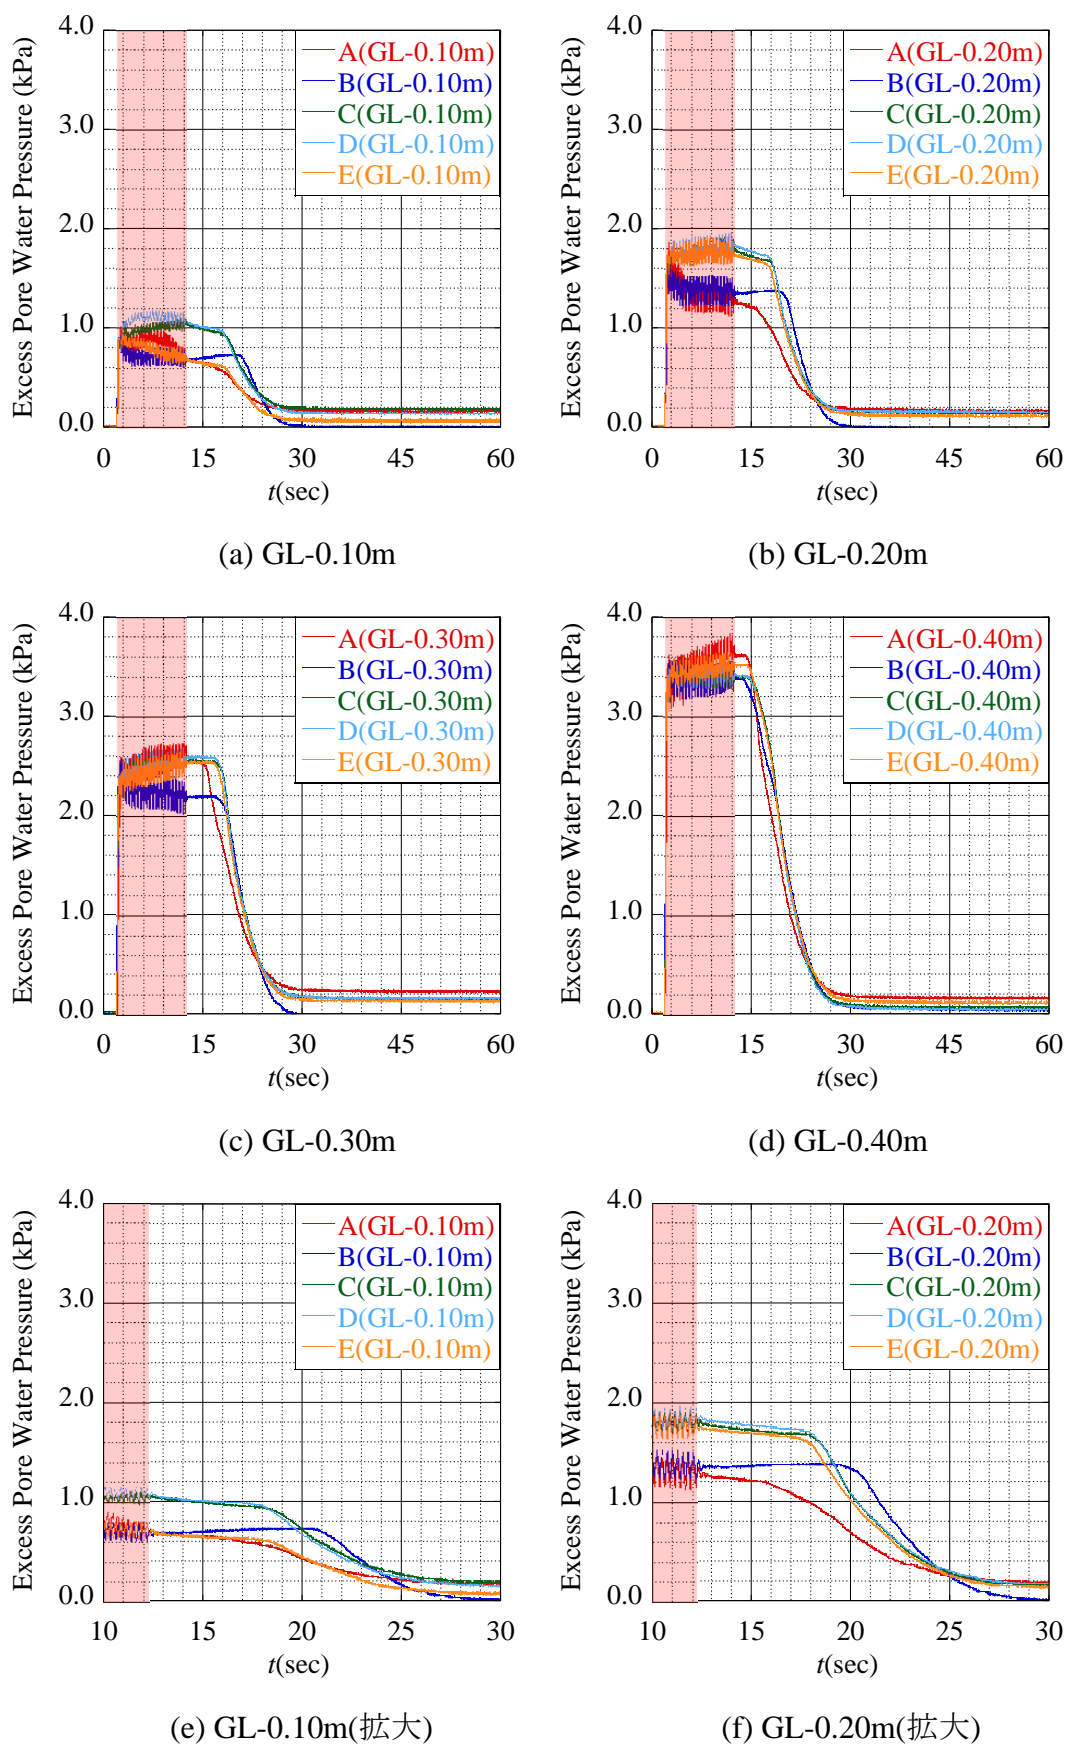 4.0
3.0
2.0
1.0
0.0
Excess Pore Water Pressure (kPa)
A(GL-0.10m)
B(GL-0.10m)
C(GL-0.10m)
D(GL-0.10m)
E(GL-0.10m)
0 15 30 45 60
t(sec)
(a) GL-0.10m
4.0
3.0
2.0
1.0
0.0
Excess Pore Water Pressure (kPa)
A(GL-0.20m)
B(GL-0.20m)
C(GL-0.20m)
D(GL-0.20m)
E(GL-0.20m)
0 15 30 45 60
t(sec)
(b) GL-0.20m
4.0
3.0
2.0
1.0
0.0
Excess Pore Water Pressure (kPa)
A(GL-0.30m)
B(GL-0.30m)
C(GL-0.30m)
D(GL-0.30m)
E(GL-0.30m)
0 15 30 45 60
t(sec)
(c) GL-0.30m
4.0
3.0
2.0
1.0
0.0
Excess Pore Water Pressure (kPa)
A(GL-0.40m)
B(GL-0.40m)
C(GL-0.40m)
D(GL-0.40m)
E(GL-0.40m)
0 15 30 45 60
t(sec)
(d) GL-0.40m
4.0
3.0
2.0
1.0
0.0
Excess Pore Water Pressure (kPa)
A(GL-0.10m)
B(GL-0.10m)
C(GL-0.10m)
D(GL-0.10m)
E(GL-0.10m)
10 15 20 25 30
t(sec)
(e) GL-0.10m(拡大)
4.0
3.0
2.0
1.0
0.0
Excess Pore Water Pressure (kPa)
A(GL-0.20m)
B(GL-0.20m)
C(GL-0.20m)
D(GL-0.20m)
E(GL-0.20m)
10 15 20 25 30
t(sec)
(f) GL-0.20m(拡大)